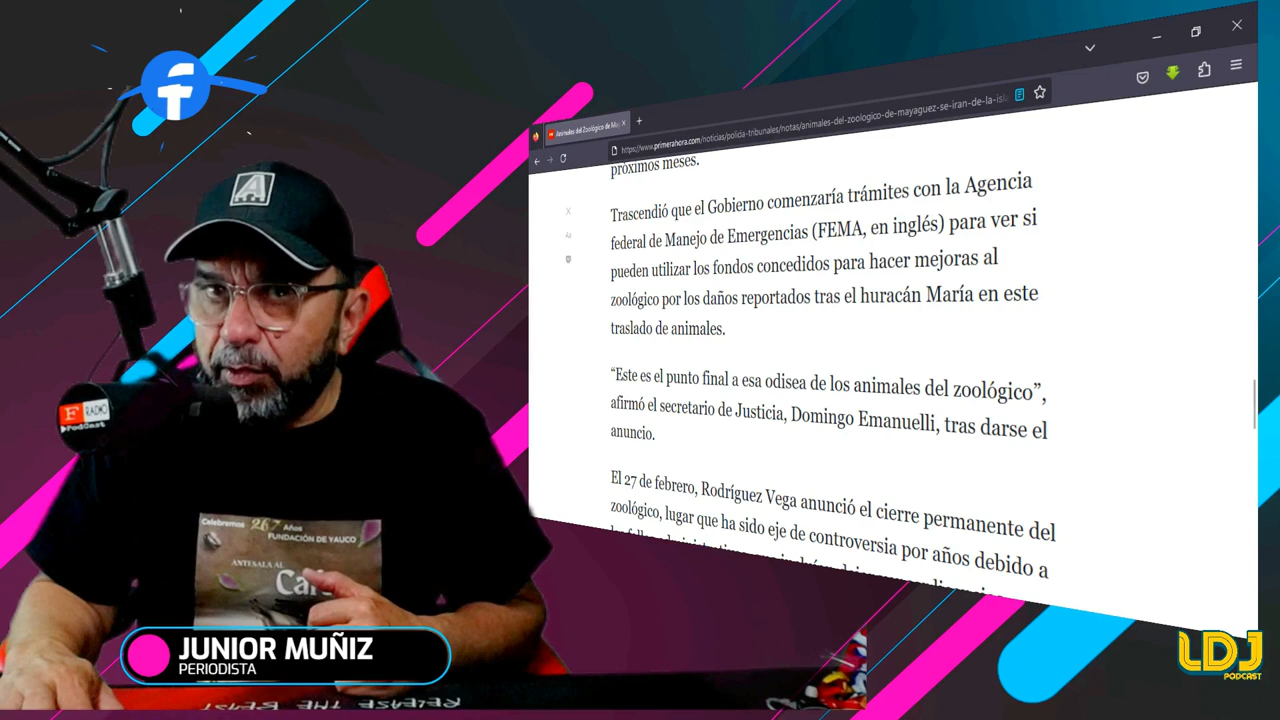 Animales del Zoológico de May
https://www.primerahora.com/noticias/policia-tribunales/notas/animales-del-zoologico-de-mayaguez-se-iran-de-la-isl
próximos meses.
Trascendió que el Gobierno comenzaría trámites con la Agencia
federal de Manejo de Emergencias (FEMA, en inglés) para ver si
pueden utilizar los fondos concedidos para hacer mejoras al
zoológico por los daños reportados tras el huracán María en este
traslado de animales.
“Este es el punto final a esa odisea de los animales del zoológico”,
afirmó el secretario de Justicia, Domingo Emanuelli, tras darse el
anuncio.
El 27 de febrero, Rodríguez Vega anunció el cierre permanente del
zoológico, lugar que ha sido eje de controversia por años debido a
A
F RADIO
PodCast
Celebremos 267 Años
FUNDACIÓN DE YAUCO
ANTESALA AL
Café
JUNIOR MUÑIZ
PERIODISTA
RELEASE THE BEAST
LDJ
PODCAST